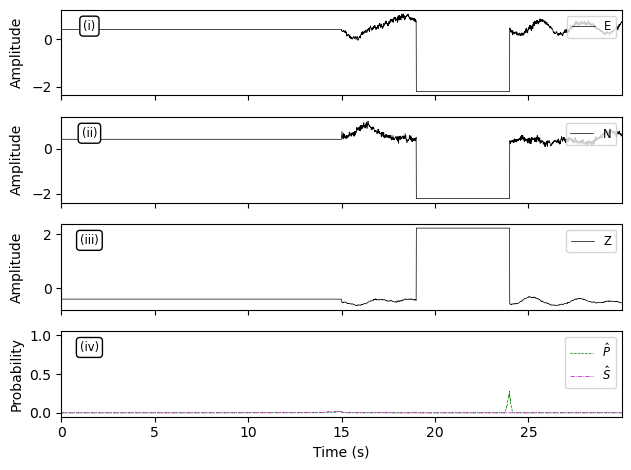 (i)
E
Amplitude
0
−2
(ii)
N
Amplitude
0
−2
(iii)
Z
Amplitude
2
0
(iv)
P̂
Ŝ
Probability
1.0
0.5
0.0
0 5 10 15 20 25
Time (s)